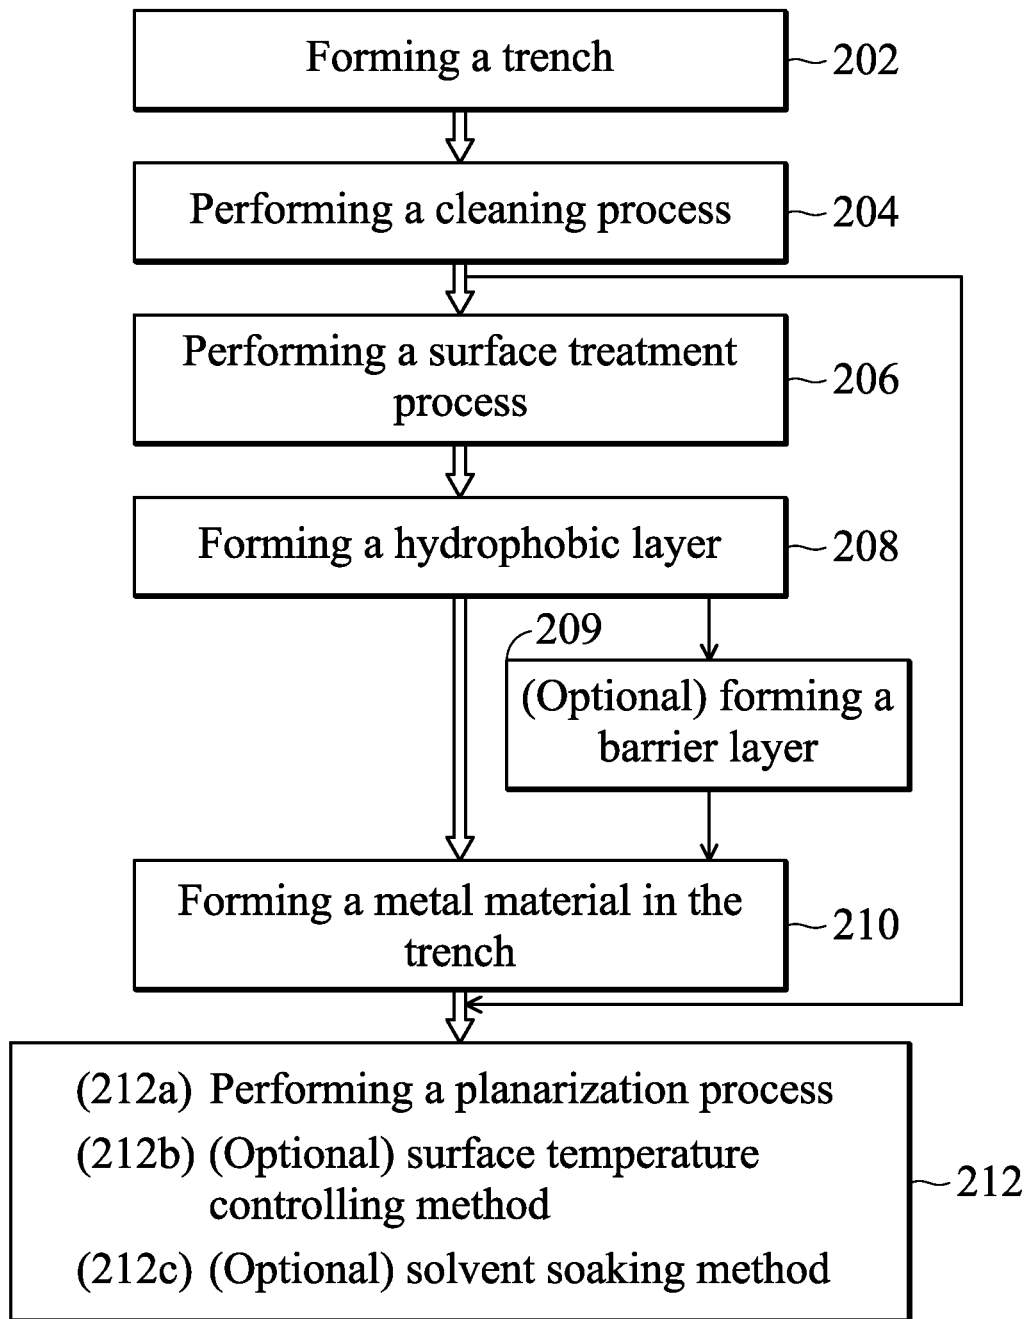 Forming a trench
202
Performing a cleaning process
204
Performing a surface treatment
process
206
Forming a hydrophobic layer
208
209
(Optional) forming a
barrier layer
Forming a metal material in the
trench
210
(212a) Performing a planarization process
(212b) (Optional) surface temperature
controlling method
(212c) (Optional) solvent soaking method
212